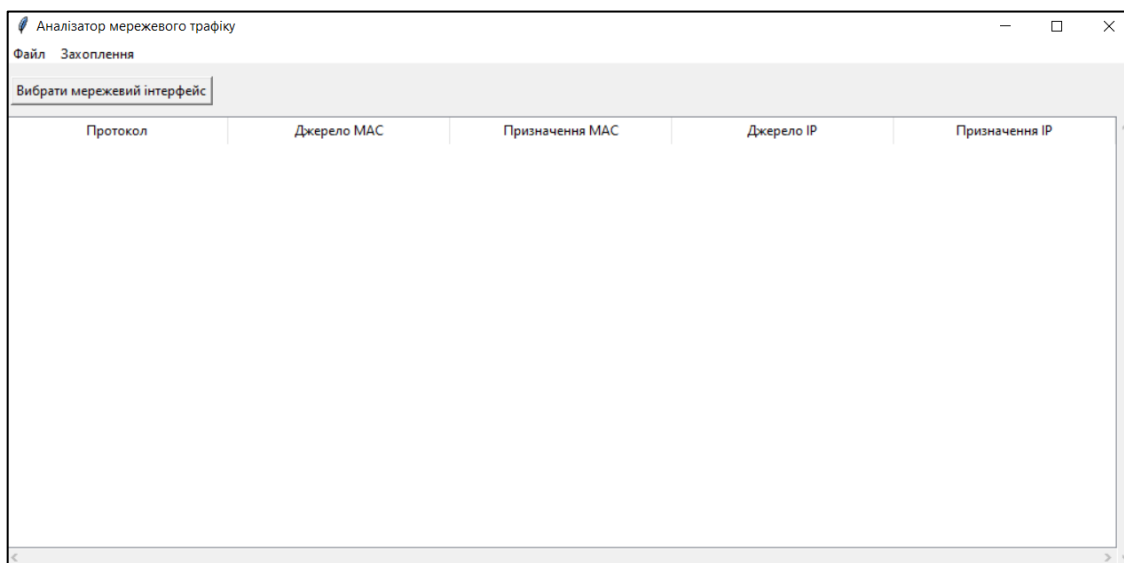 Аналізатор мережевого трафіку
Файл Захоплення
Вибрати мережевий інтерфейс
Протокол Джерело MAC Призначення MAC Джерело IP Призначення IP